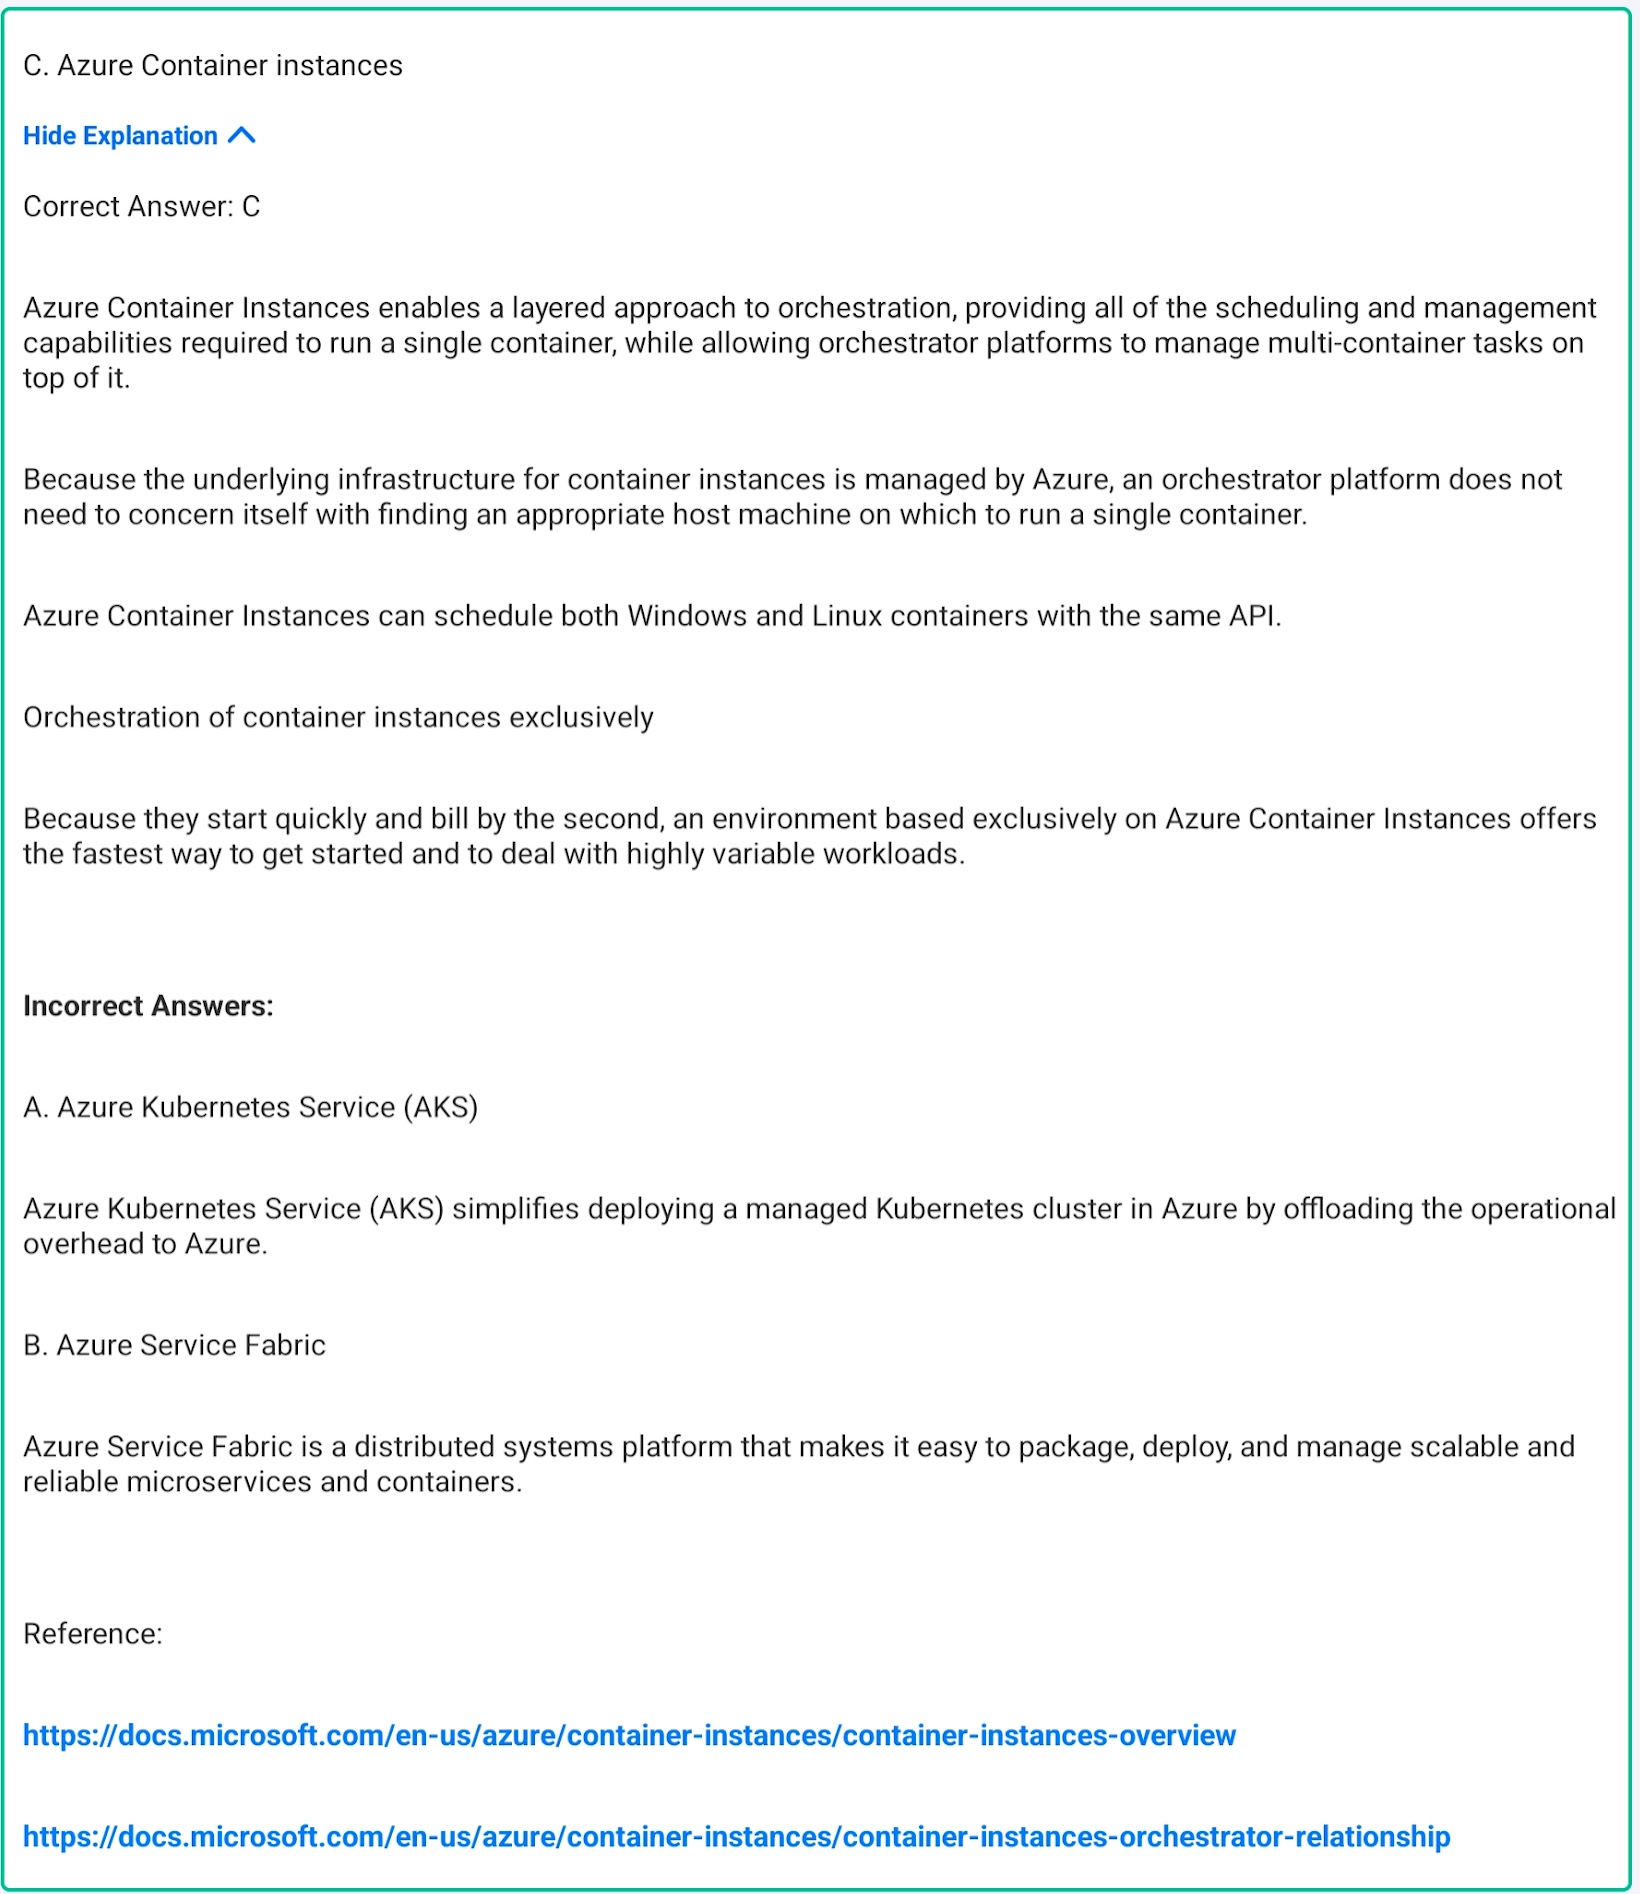 C. Azure Container instances
Hide Explanation
Correct Answer: C
Azure Container Instances enables a layered approach to orchestration, providing all of the scheduling and management
capabilities required to run a single container, while allowing orchestrator platforms to manage multi-container tasks on
top of it.
Because the underlying infrastructure for container instances is managed by Azure, an orchestrator platform does not
need to concern itself with finding an appropriate host machine on which to run a single container.
Azure Container Instances can schedule both Windows and Linux containers with the same API.
Orchestration of container instances exclusively
Because they start quickly and bill by the second, an environment based exclusively on Azure Container Instances offers
the fastest way to get started and to deal with highly variable workloads.
Incorrect Answers:
A. Azure Kubernetes Service (AKS)
Azure Kubernetes Service (AKS) simplifies deploying a managed Kubernetes cluster in Azure by offloading the operational
overhead to Azure.
B. Azure Service Fabric
Azure Service Fabric is a distributed systems platform that makes it easy to package, deploy, and manage scalable and
reliable microservices and containers.
Reference:
https://docs.microsoft.com/en-us/azure/container-instances/container-instances-overview
https://docs.microsoft.com/en-us/azure/container-instances/container-instances-orchestrator-relationship